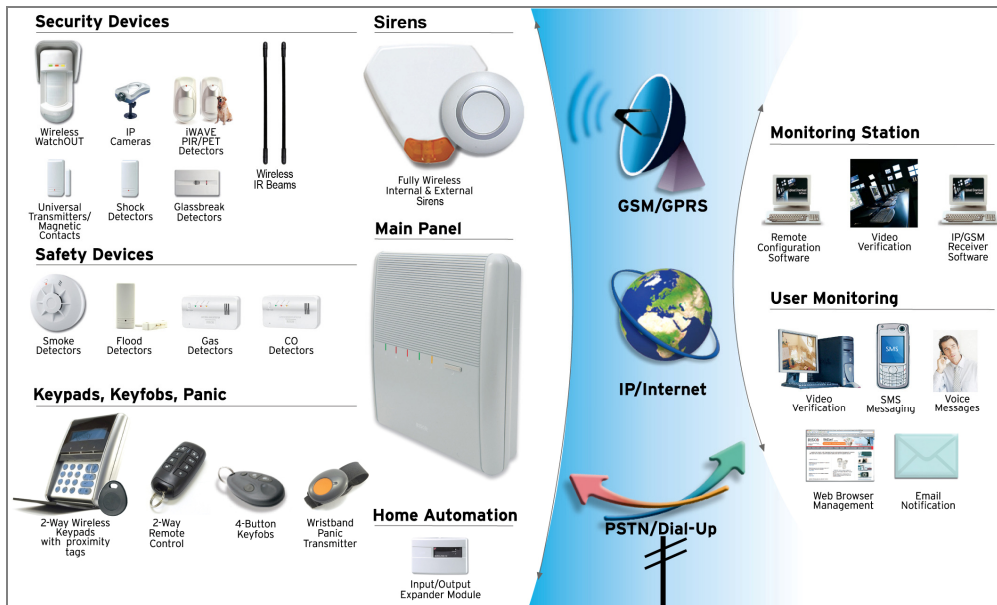 Security Devices
Wireless
WatchOUT
IP
Cameras
iWAVE
PIR/PET
Detectors
Wireless
IR Beams
Universal
Transmitters/
Magnetic
Contacts
Shock
Detectors
Glassbreak
Detectors
Safety Devices
Smoke
Detectors
Flood
Detectors
Gas
Detectors
CO
Detectors
Keypads, Keyfobs, Panic
2-Way Wireless
Keypads
with proximity
tags
2-Way
Remote
Control
4-Button
Keyfobs
Wristband
Panic
Transmitter
Sirens
Fully Wireless
Internal & External
Sirens
Main Panel
Home Automation
Input/Output
Expander Module
GSM/GPRS
IP/Internet
PSTN/Dial-Up
Monitoring Station
Remote
Configuration
Software
Video
Verification
IP/GSM
Receiver
Software
User Monitoring
Video
Verification
SMS
SMS
Messaging
Voice
Messages
Web Browser
Management
Email
Notification